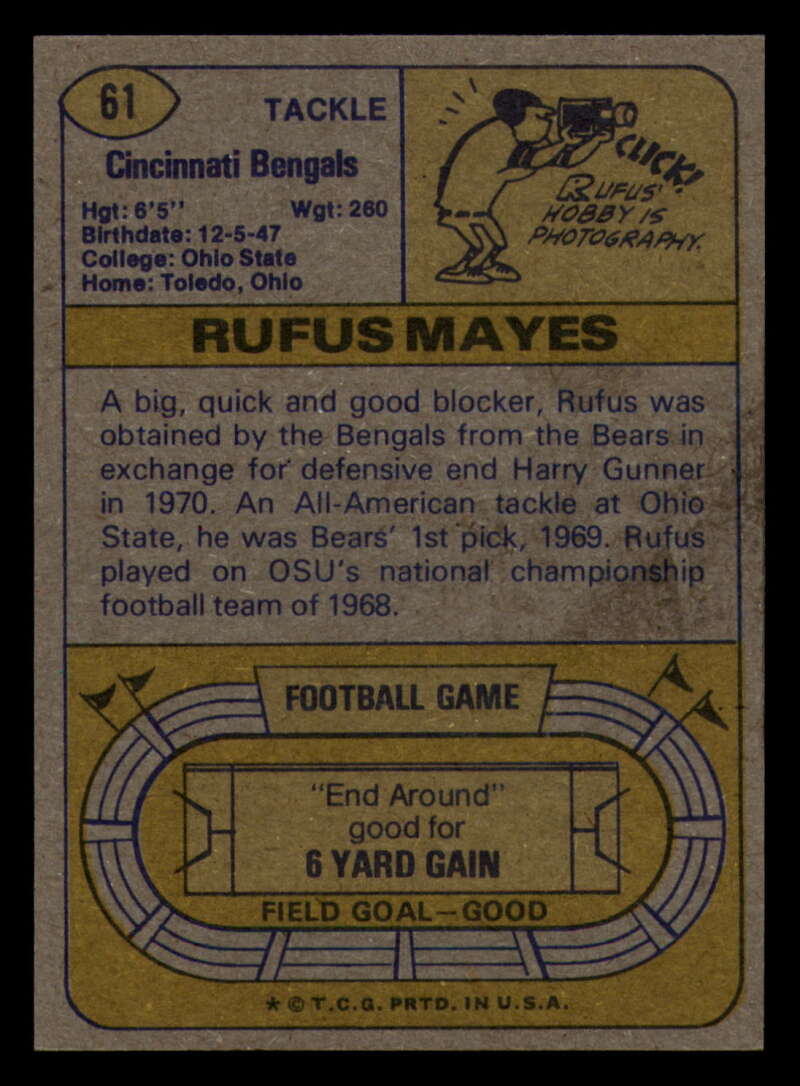 61
TACKLE
Cincinnati Bengals
Hgt: 6'5" Wgt: 260
Birthdate: 12-5-47
College: Ohio State
Home: Toledo, Ohio
CLICK!
RUFUS'
HOBBY IS
PHOTOGRAPHY.
RUFUS MAYES
A big, quick and good blocker, Rufus was
obtained by the Bengals from the Bears in
exchange for defensive end Harry Gunner
in 1970. An All-American tackle at Ohio
State, he was Bears' 1st pick, 1969. Rufus
played on OSU's national championship
football team of 1968.
FOOTBALL GAME
"End Around"
good for
6 YARD GAIN
FIELD GOAL—GOOD
* © T.C.G. PRTD. IN U.S.A.